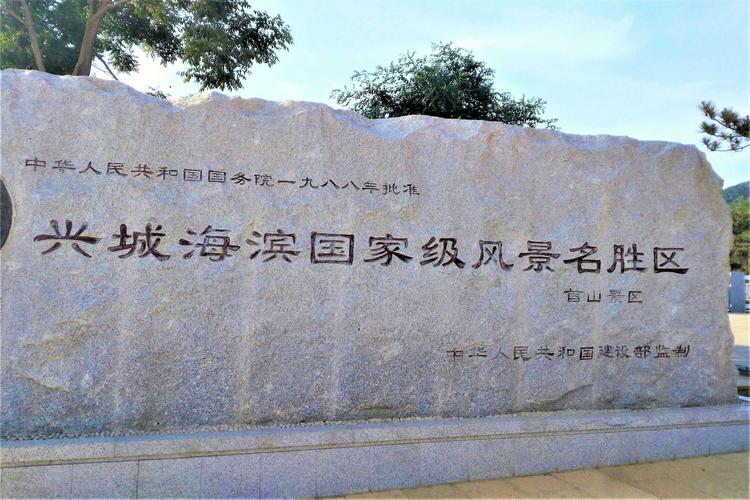 中华人民共和国国务院一九八八年批准
兴城海滨国家级风景名胜区
首山景区
中华人民共和国建设部监制